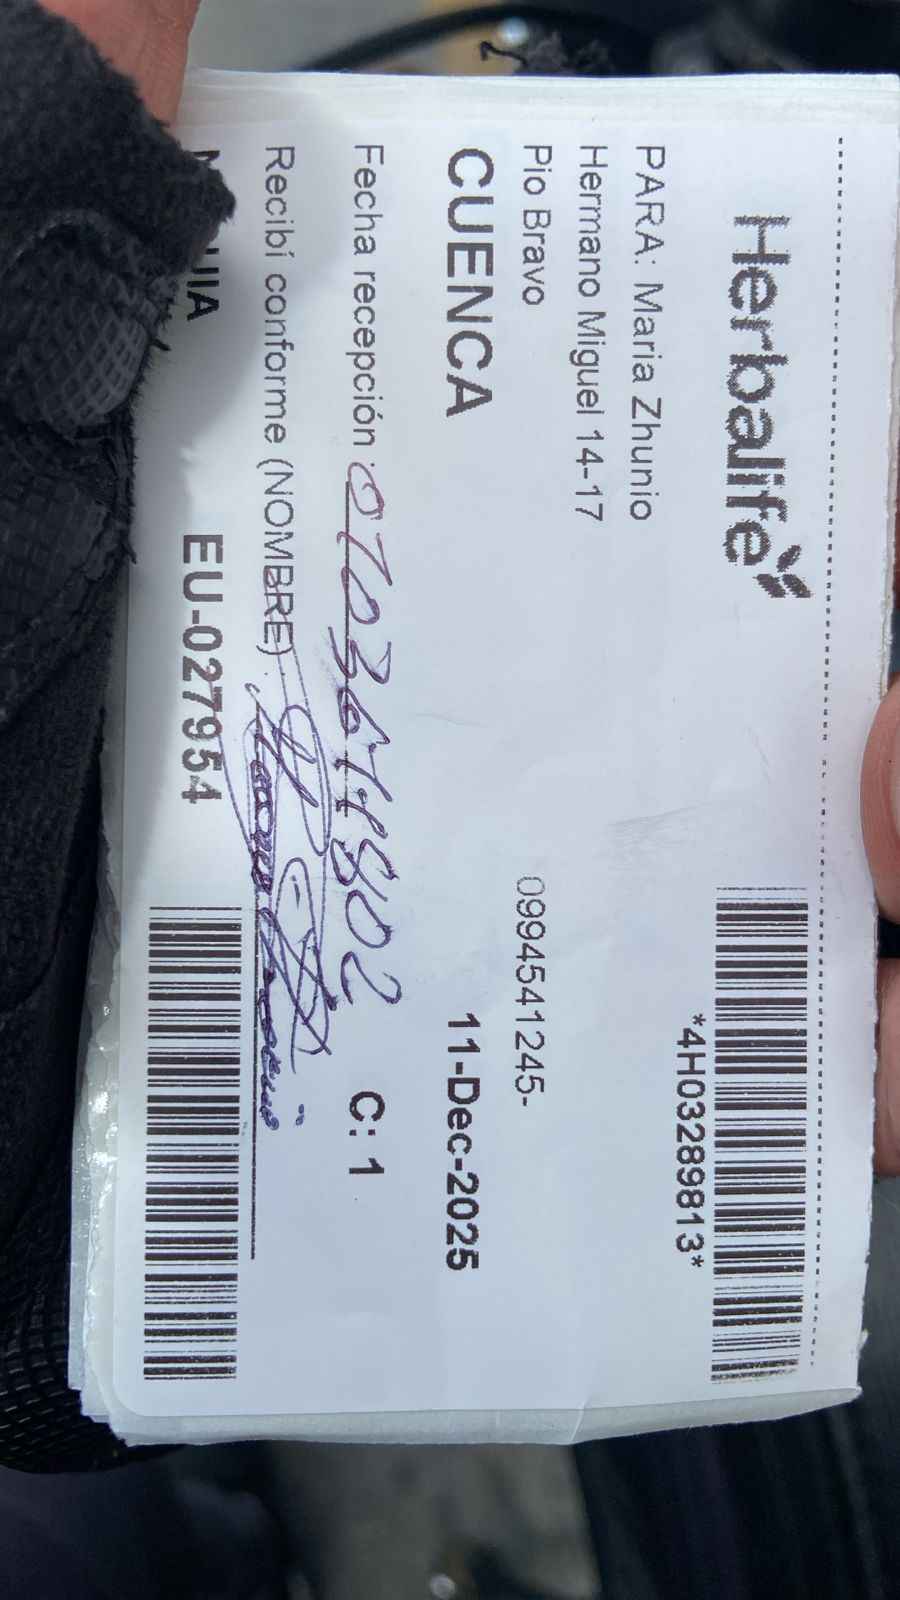 Herbalife
*4H03289813*
PARA: Maria Zhunio
Hermano Miguel 14-17
Pio Bravo
0994541245-
CUENCA
11-Dec-2025
Fecha recepción :
C: 1
Recibí conforme (NOMBRE) :
EU-027954